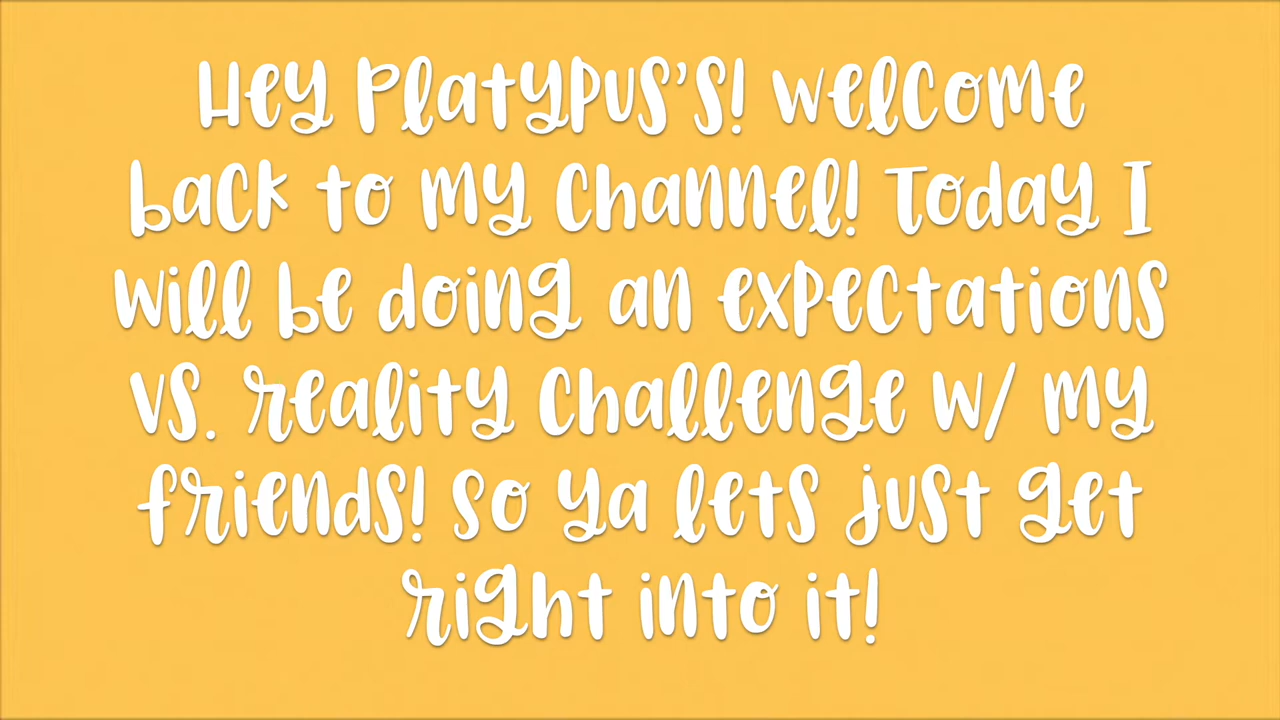 Hey Platypus's! Welcome
back to my channel! Today I
will be doing an expectations
vs. reality challenge w/ my
friends! So ya lets just get
right into it!